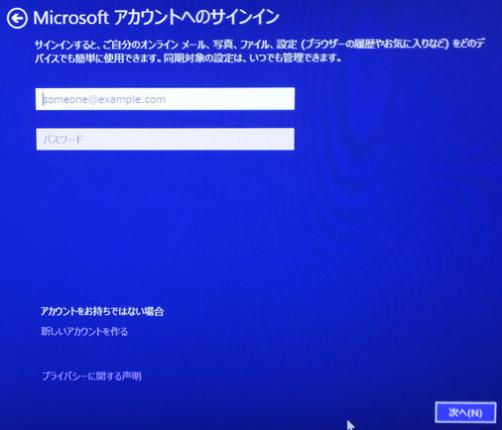 Microsoft アカウントへのサインイン
サインインすると、ご自分のオンライン メール、写真、ファイル、設定 (ブラウザーの履歴やお気に入りなど) をどのデ
バイスでも簡単に使用できます。同期対象の設定は、いつでも管理できます。
someone@example.com
パスワード
アカウントをお持ちではない場合
新しいアカウントを作る
プライバシーに関する声明
次へ(N)